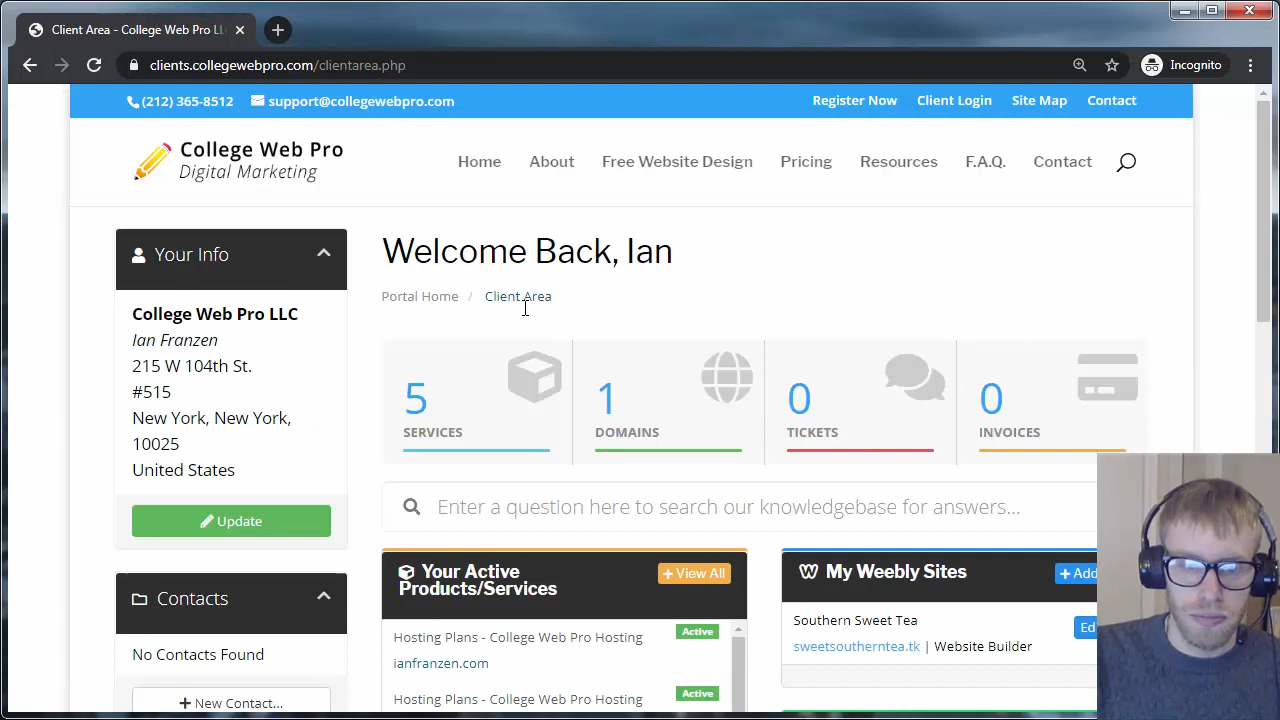 Client Area - College Web Pro LL
clients.collegewebpro.com/clientarea.php
Incognito
(212) 365-8512
support@collegewebpro.com
Register Now
Client Login
Site Map
Contact
College Web Pro
Digital Marketing
Home
About
Free Website Design
Pricing
Resources
F.A.Q.
Contact
Your Info
College Web Pro LLC
Ian Franzen
215 W 104th St.
#515
New York, New York,
10025
United States
Update
Contacts
No Contacts Found
New Contact...
Welcome Back, Ian
Portal Home / Client Area
5
SERVICES
1
DOMAINS
0
TICKETS
0
INVOICES
Enter a question here to search our knowledgebase for answers...
Your Active
Products/Services
+ View All
Hosting Plans - College Web Pro Hosting
Active
ianfranzen.com
Hosting Plans - College Web Pro Hosting
Active
My Weebly Sites
+ Add
Southern Sweet Tea
Ed
sweetsoutherntea.tk | Website Builder